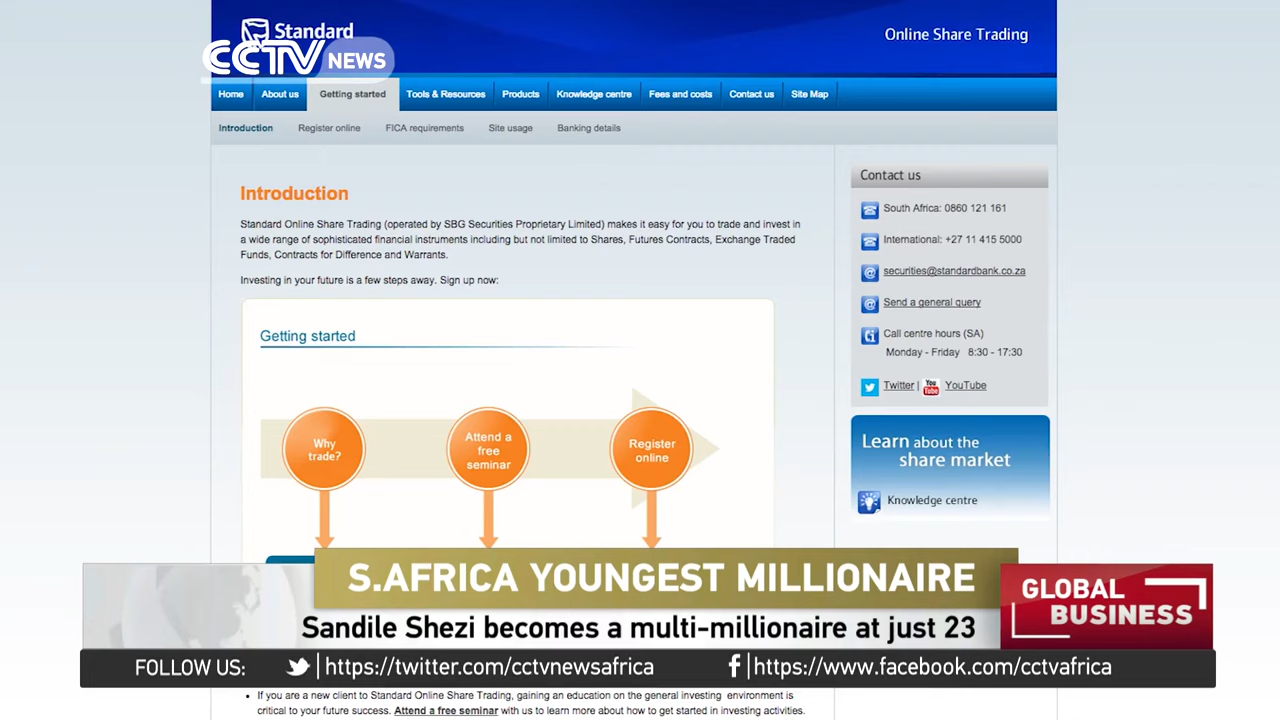 Standard
CCTV NEWS
Online Share Trading
Home About us Getting started Tools & Resources Products Knowledge centre Fees and costs Contact us Site Map
Introduction Register online FICA requirements Site usage Banking details
Introduction
Standard Online Share Trading (operated by SBG Securities Proprietary Limited) makes it easy for you to trade and invest in
a wide range of sophisticated financial instruments including but not limited to Shares, Futures Contracts, Exchange Traded
Funds, Contracts for Difference and Warrants.
Investing in your future is a few steps away. Sign up now:
Getting started
Why
trade?
Attend a
free
seminar
Register
online
Contact us
South Africa: 0860 121 161
International: +27 11 415 5000
securities@standardbank.co.za
Send a general query
Call centre hours (SA)
Monday - Friday 8:30 - 17:30
Twitter | You Tube YouTube
Learn about the
share market
Knowledge centre
S.AFRICA YOUNGEST MILLIONAIRE
Sandile Shezi becomes a multi-millionaire at just 23
GLOBAL
BUSINESS
FOLLOW US: https://twitter.com/cctvnewsafrica f https://www.facebook.com/cctvafrica
• If you are a new client to Standard Online Share Trading, gaining an education on the general investing environment is
critical to your future success. Attend a free seminar with us to learn more about how to get started in investing activities.